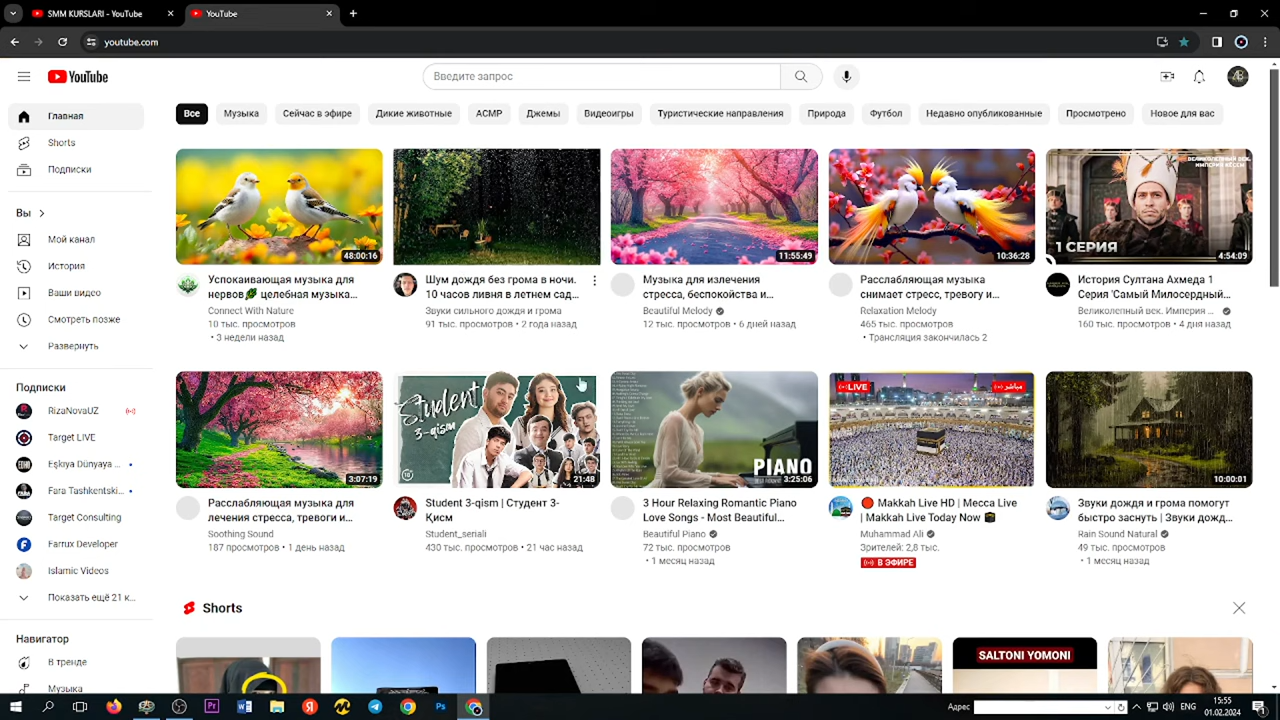 SMM KURSLARI - YouTube
YouTube
youtube.com
YouTube
Введите запрос
Все
Музыка
Сейчас в эфире
Дикие животные
АСМР
Джемы
Видеоигры
Туристические направления
Природа
Футбол
Недавно опубликованные
Просмотрено
Новое для вас
Главная
Shorts
Подписки
Вы
Мой канал
История
Ваши видео
Смотреть позже
Развернуть
Подписки
RizaNovaUZ
Target LIVE
Eşkıya Dünyaya ...
Fara Tashkentski...
Target Consulting
Farrux Developer
Islamic Videos
Показать ещё 21 к...
Навигатор
В тренде
Музыка
48:00:16
Успокаивающая музыка для
нервов🌿 целебная музыка...
Connect With Nature
10 тыс. просмотров
• 3 недели назад
Шум дождя без грома в ночи.
10 часов ливня в летнем сад...
Звуки сильного дождя и грома
91 тыс. просмотров • 2 года назад
11:55:49
Музыка для излечения
стресса, беспокойства и...
Beautiful Melody
12 тыс. просмотров • 6 дней назад
10:36:28
Расслабляющая музыка
снимает стресс, тревогу и...
Relaxation Melody
465 тыс. просмотров
• Трансляция закончилась 2
ВЕЛИКОЛЕПНЫЙ ВЕК.
ИМПЕРИЯ КЁСЕМ
1 СЕРИЯ
4:54:09
История Султана Ахмеда 1
Серия 'Самый Милосердный...
Великолепный век. Империя ...
160 тыс. просмотров • 4 дня назад
3:07:19
Расслабляющая музыка для
лечения стресса, тревоги и...
Soothing Sound
187 просмотров • 1 день назад
Student
3-qism
18
21:48
Student 3-qism | Студент 3-
Қисм
Student_seriali
430 тыс. просмотров • 21 час назад
PIANO
3:25:06
3 Hour Relaxing Romantic Piano
Love Songs - Most Beautiful...
Beautiful Piano
72 тыс. просмотров
• 1 месяц назад
LIVE
مباشر
🔴 Makkah Live HD | Mecca Live
| Makkah Live Today Now 🕋
Muhammad Ali
Зрителей: 2,8 тыс.
В ЭФИРЕ
10:00:01
Звуки дождя и грома помогут
быстро заснуть | Звуки дожд...
Rain Sound Natural
49 тыс. просмотров
• 1 месяц назад
Shorts
SALTONI YOMONI
Адрес
ENG
15:55
01.02.2024